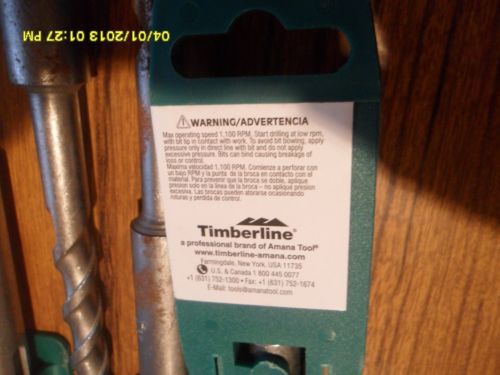 04/01/2013 01:27 PM
WARNING/ADVERTENCIA
Max operating speed 1,100 RPM. Start drilling at low rpm,
with bit tip in contact with work. To avoid bit bowing, apply
pressure only in direct line with bit and do not apply
excessive pressure. Bits can bind causing breakage of
loss or control.
Maxima velocidad 1,100 RPM. Comience a perforar con
un bajo RPM y la punta de la broca en contacto con el
material. Para prevenir que la broca se doble, aplique
presion solo en la linea de la broca – no aplique presion
excesiva. Las brocas pueden atorarse ocasionando
roturas y perdida de control.
Timberline®
a professional brand of Amana Tool®
www.timberline-amana.com
Farmingdale, New York, USA 11735
U.S. & Canada 1 800 445 0077
+1 (631) 752-1300 • Fax: +1 (631) 752-1674
E-Mail: tools@amanatool.com